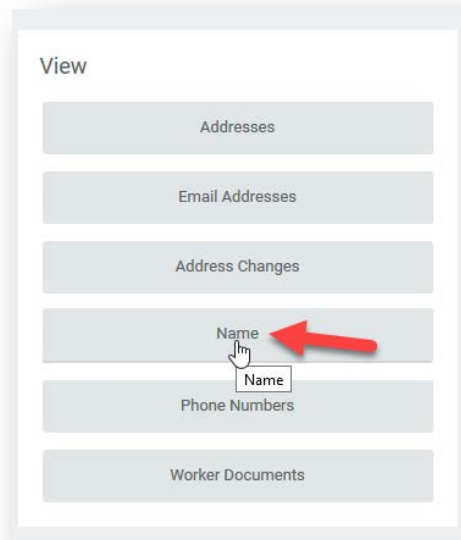 View
Addresses
Email Addresses
Address Changes
Name
Name
Phone Numbers
Worker Documents